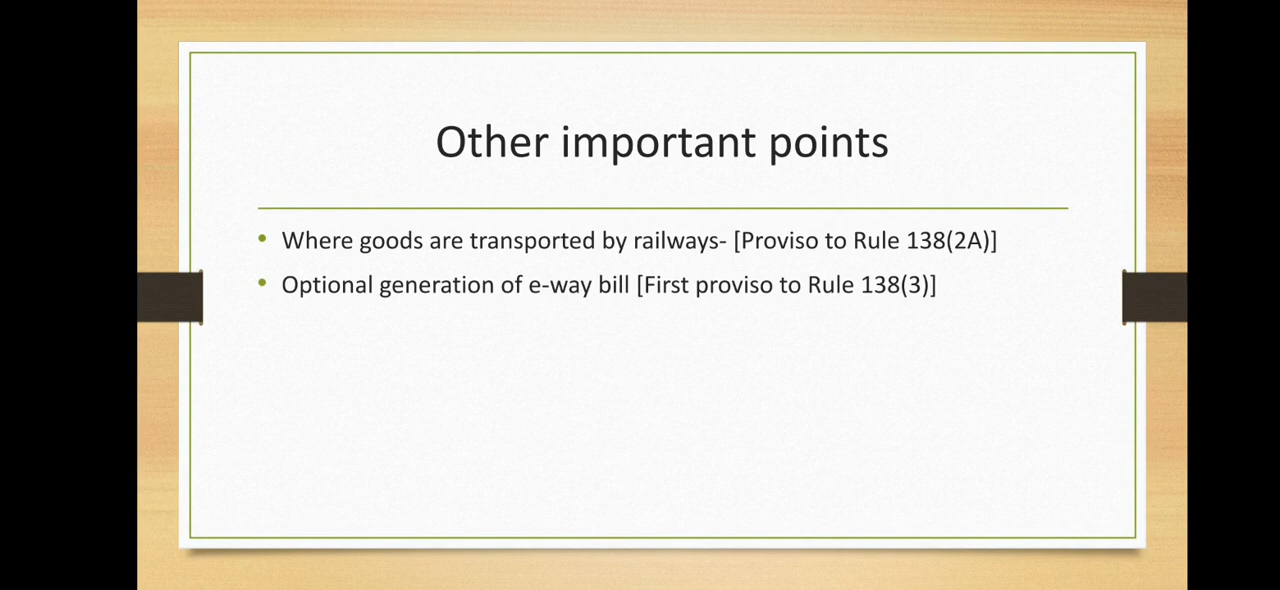 Other important points
• Where goods are transported by railways- [Proviso to Rule 138(2A)]
• Optional generation of e-way bill [First proviso to Rule 138(3)]